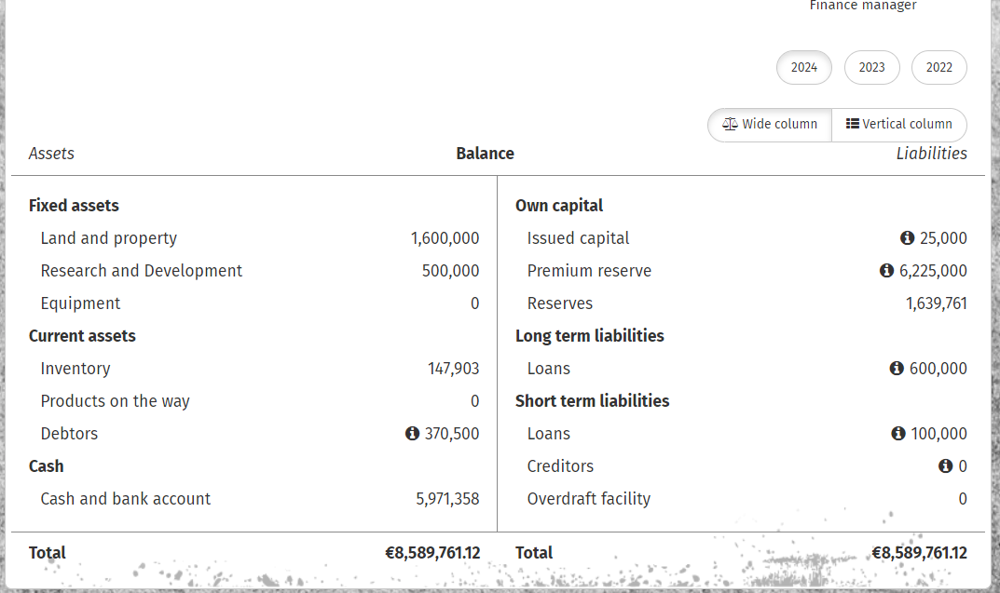 Finance manager
2024 2023 2022
Wide column Vertical column
Assets Balance Liabilities
Fixed assets Own capital
Land and property 1,600,000 Issued capital 25,000
Research and Development 500,000 Premium reserve 6,225,000
Equipment 0 Reserves 1,639,761
Current assets Long term liabilities
Inventory 147,903 Loans 600,000
Products on the way 0 Short term liabilities
Debtors 370,500 Loans 100,000
Cash Creditors 0
Cash and bank account 5,971,358 Overdraft facility 0
Total €8,589,761.12 Total €8,589,761.12